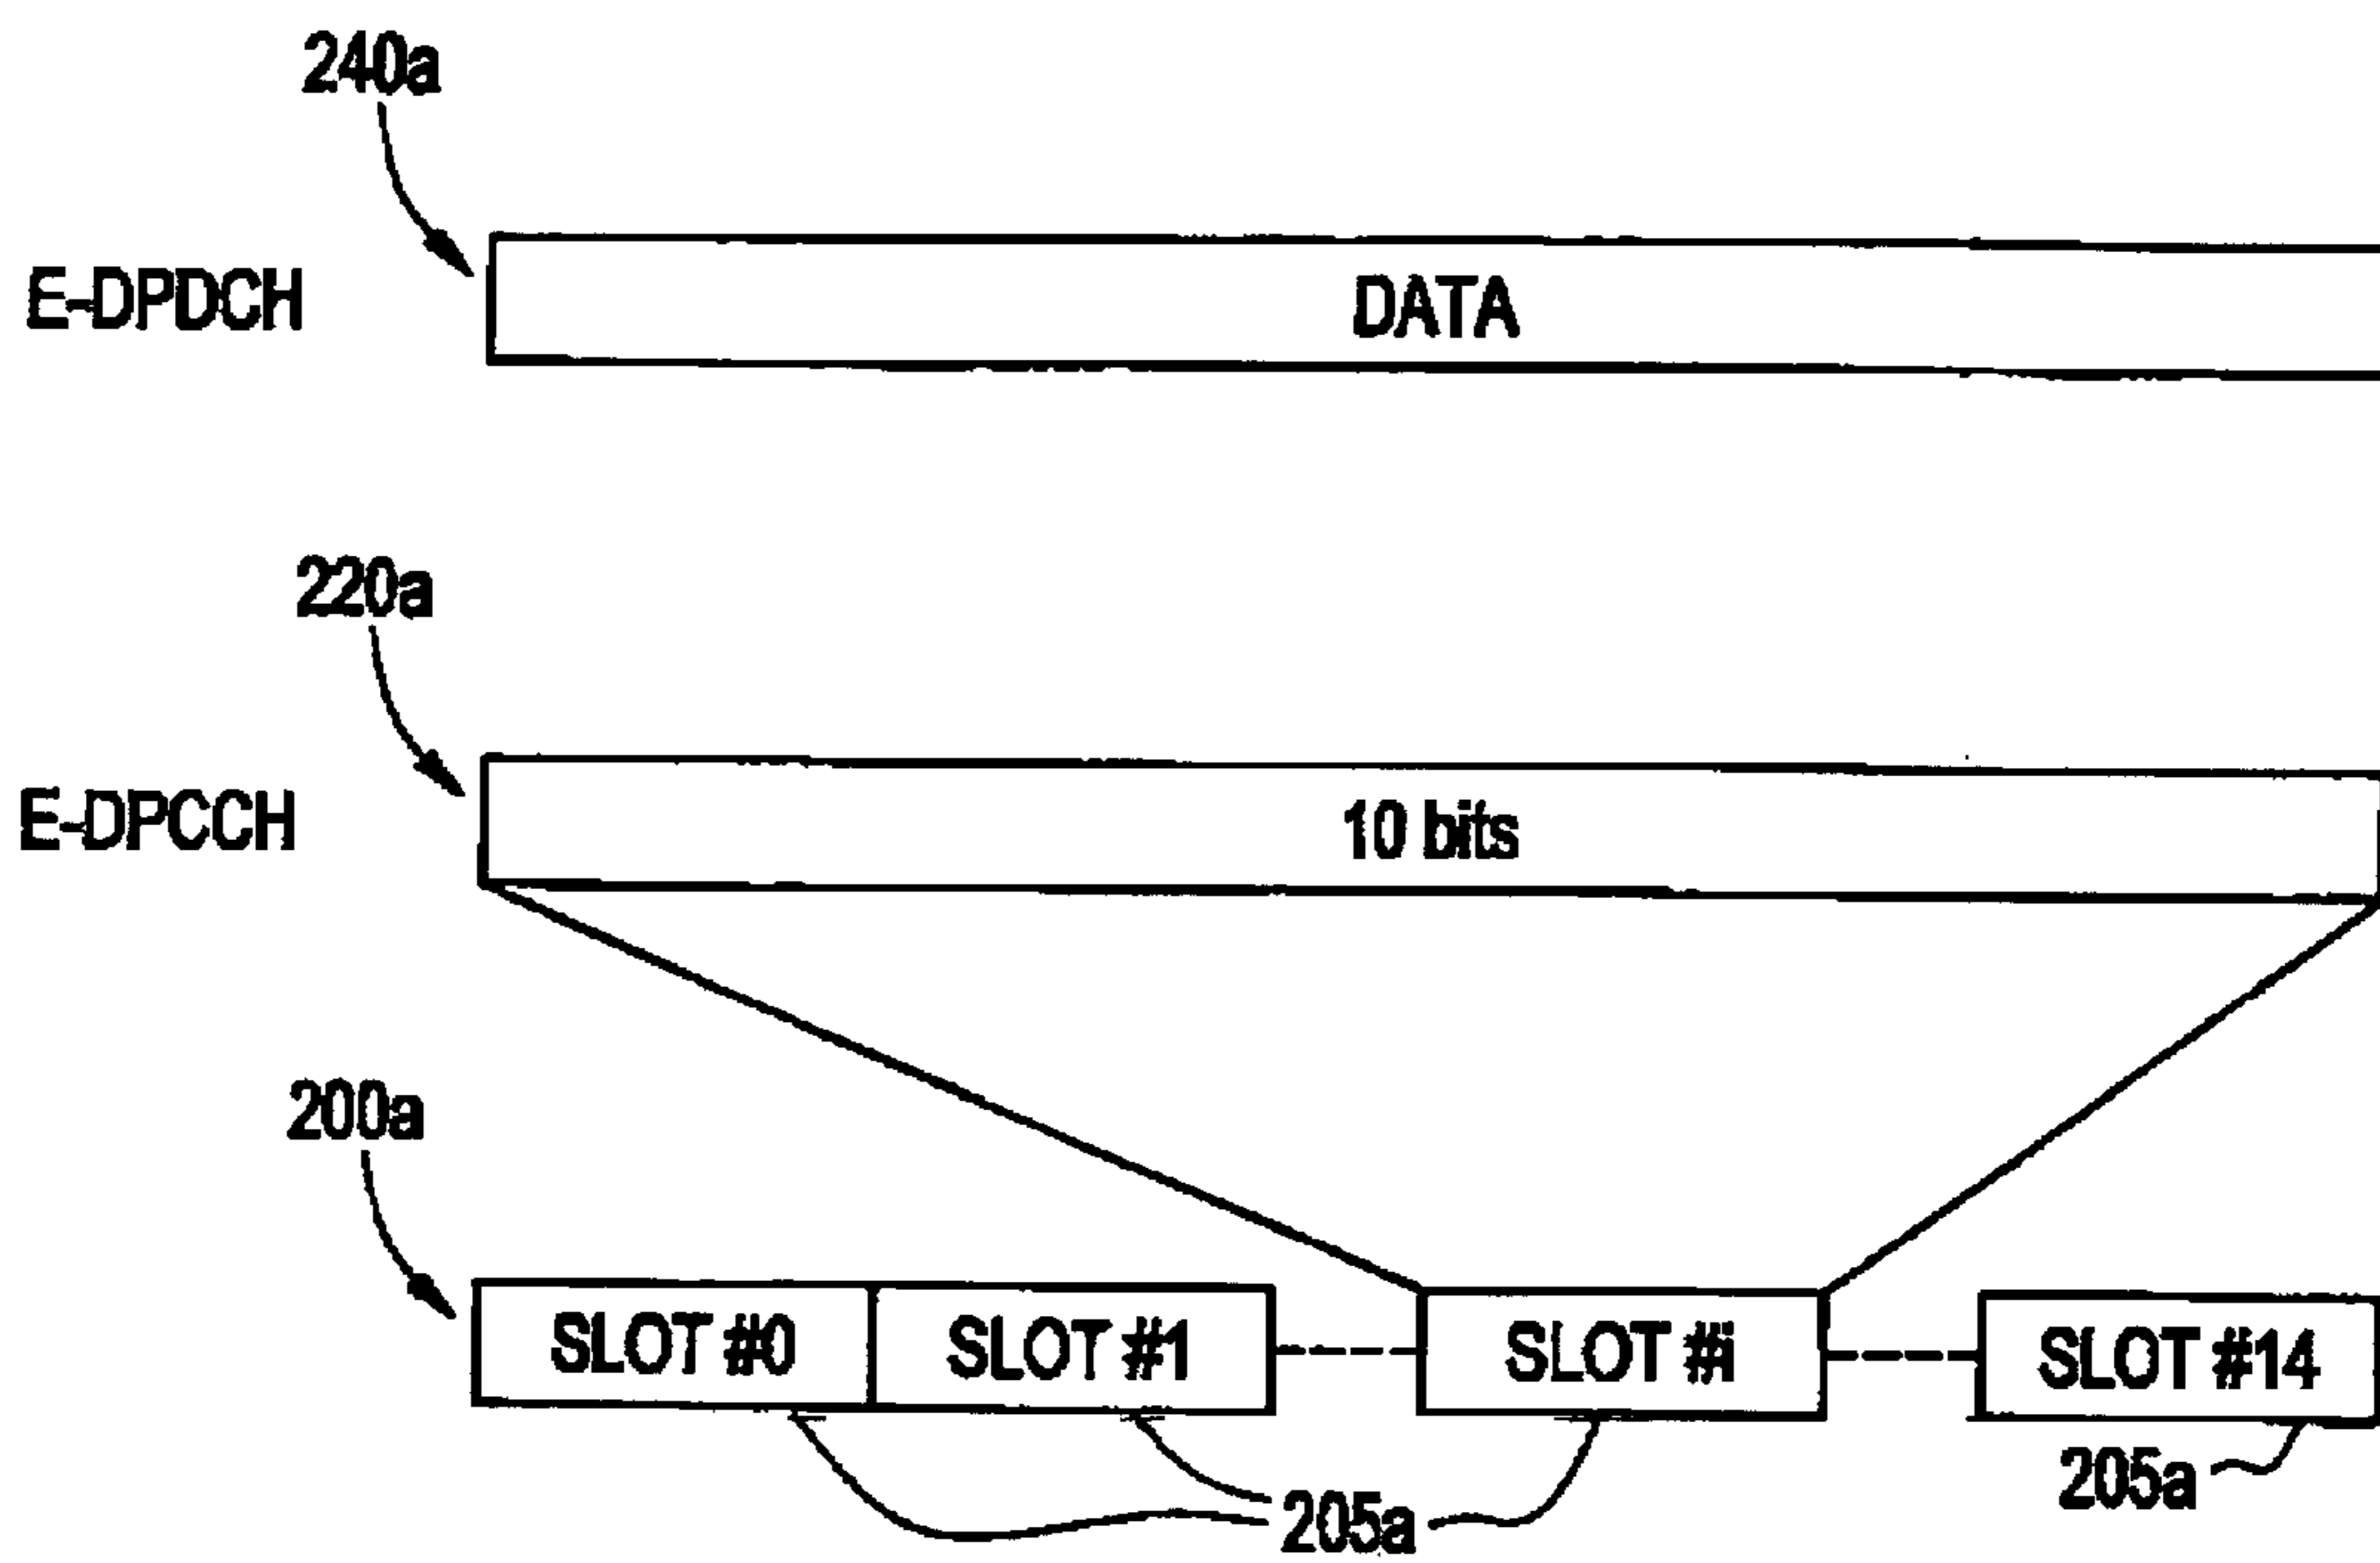 240a
E-DPDCH
DATA
220a
E-DPCCH
10 bits
200a
SLOT #0
SLOT #1
SLOT #i
SLOT #14
205a
205a